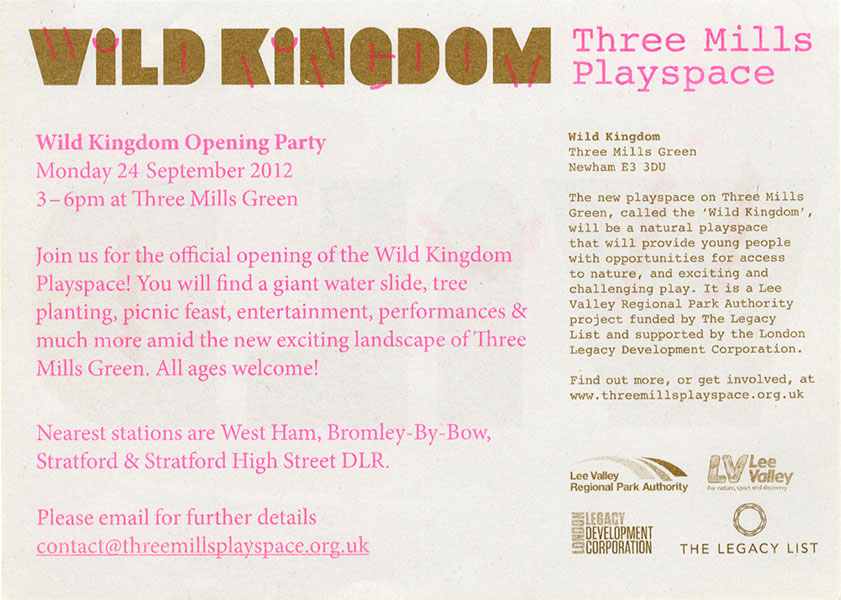 WiLD KiNGDOM
Three Mills
Playspace
Wild Kingdom Opening Party
Monday 24 September 2012
3–6pm at Three Mills Green
Join us for the official opening of the Wild Kingdom
Playspace! You will find a giant water slide, tree
planting, picnic feast, entertainment, performances &
much more amid the new exciting landscape of Three
Mills Green. All ages welcome!
Nearest stations are West Ham, Bromley-By-Bow,
Stratford & Stratford High Street DLR.
Please email for further details
contact@threemillsplayspace.org.uk
Wild Kingdom
Three Mills Green
Newham E3 3DU
The new playspace on Three Mills
Green, called the ‘Wild Kingdom’,
will be a natural playspace
that will provide young people
with opportunities for access
to nature, and exciting and
challenging play. It is a Lee
Valley Regional Park Authority
project funded by The Legacy
List and supported by the London
Legacy Development Corporation.
Find out more, or get involved, at
www.threemillsplayspace.org.uk
Lee Valley
Regional Park Authority
LV Lee
Valley
For nature, sport and discovery
LONDON
LEGACY
DEVELOPMENT
CORPORATION
THE LEGACY LIST